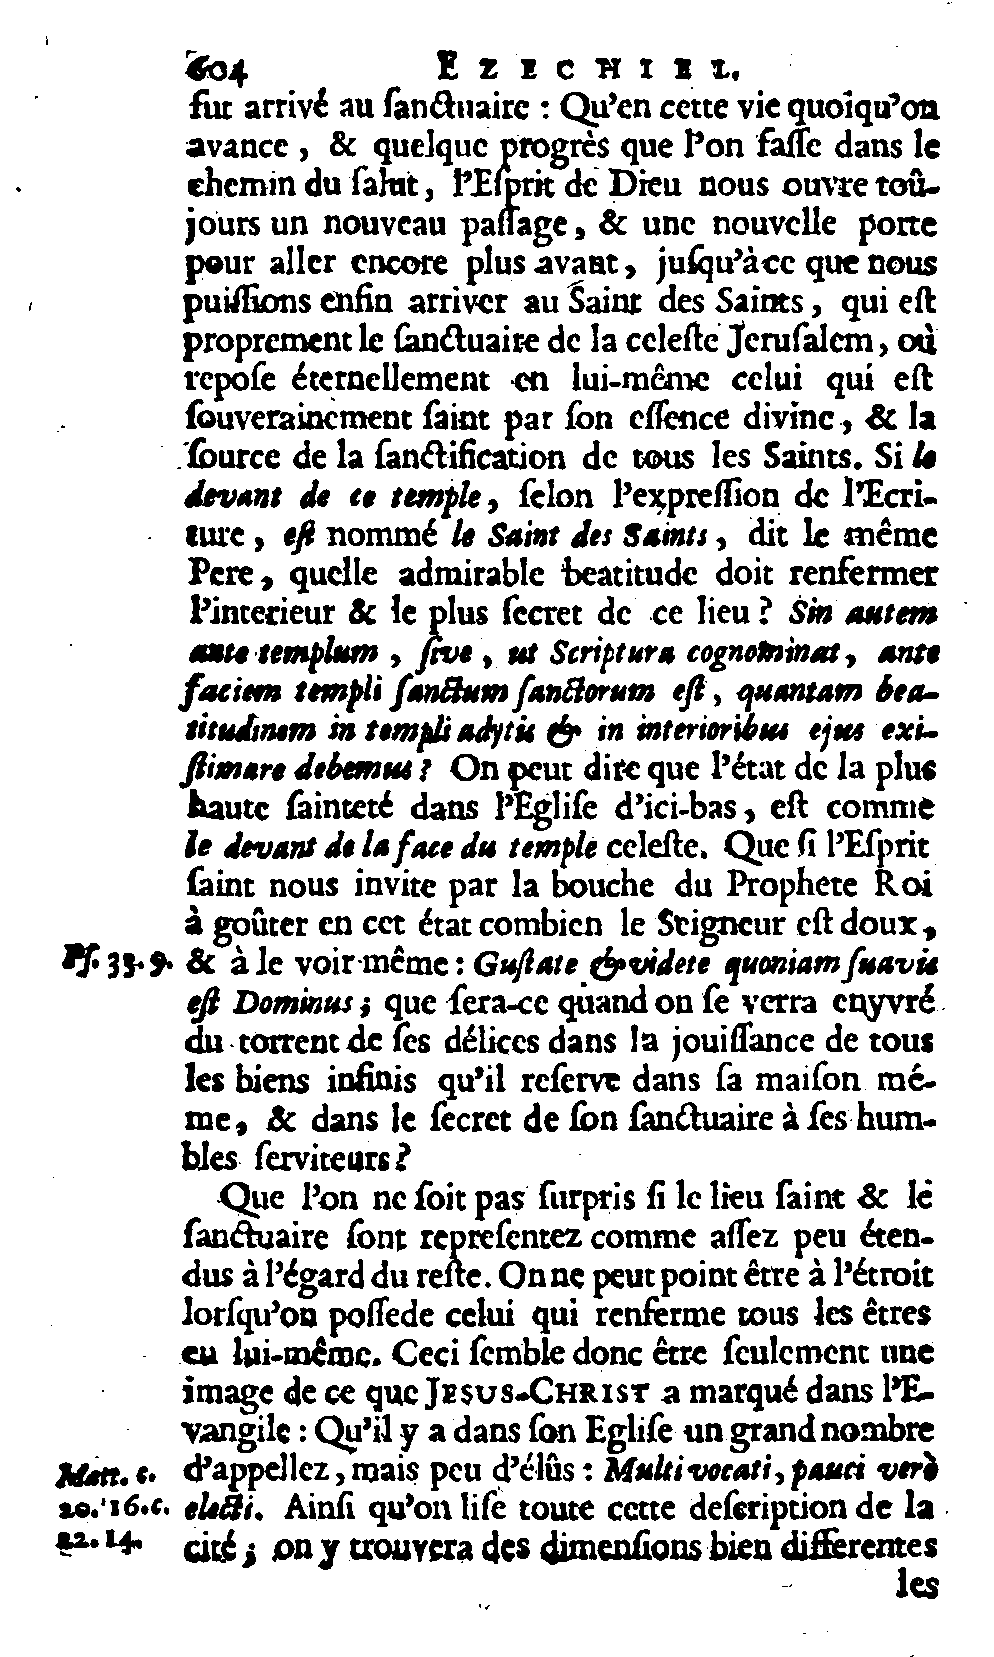 604 EZECHIEL.
fut arrivé au ſanctuaire : Qu'en cette vie quoiqu'on
avance, & quelque progrès que l'on faſſe dans le
chemin du ſalut, l'Eſprit de Dieu nous ouvre toû-
jours un nouveau paſſage, & une nouvelle porte
pour aller encore plus avant, juſqu'à ce que nous
puiſſions enfin arriver au Saint des Saints, qui eſt
proprement le ſanctuaire de la celeſte Jeruſalem, où
repoſe éternellement en lui-même celui qui eſt
ſouverainement ſaint par ſon eſſence divine, & la
ſource de la ſanctification de tous les Saints. Si le
devant de ce temple, ſelon l'expreſſion de l'Ecri-
ture, eſt nommé le Saint des Saints, dit le même
Pere, quelle admirable beatitude doit renfermer
l'interieur & le plus ſecret de ce lieu? Sin autem
ante templum, ſive, ut Scriptura cognominat, ante
faciem templi ſanctum ſanctorum eſt, quantam bea-
titudinem in templi adytis & in interioribus ejus exi-
ſtimare debemus? On peut dire que l'état de la plus
haute ſainteté dans l'Egliſe d'ici-bas, eſt comme
le devant de la face du temple celeſte. Que ſi l'Eſprit
ſaint nous invite par la bouche du Prophete Roi
à goûter en cet état combien le Seigneur eſt doux,
Pſ. 33. 9. & à le voir même : Guſtate & videte quoniam ſuavis
eſt Dominus; que ſera-ce quand on ſe verra enyvré
du torrent de ſes délices dans la jouiſſance de tous
les biens infinis qu'il reſerve dans ſa maiſon mé-
me, & dans le ſecret de ſon ſanctuaire à ſes hum-
bles ſerviteurs?
Que l'on ne ſoit pas ſurpris ſi le lieu ſaint & le
ſanctuaire ſont repreſentez comme aſſez peu éten-
dus à l'égard du reſte. On ne peut point être à l'étroit
lorſqu'on poſſede celui qui renferme tous les êtres
en lui-même. Ceci ſemble donc être ſeulement une
image de ce que JESUS-CHRIST a marqué dans l'E-
vangile : Qu'il y a dans ſon Egliſe un grand nombre
Matt. c. d'appellez, mais peu d'élûs : Multi vocati, pauci verò
20. 16. c. electi. Ainſi qu'on liſe toute cette deſcription de la
22. 14. cité; on y trouvera des dimenſions bien differentes
les